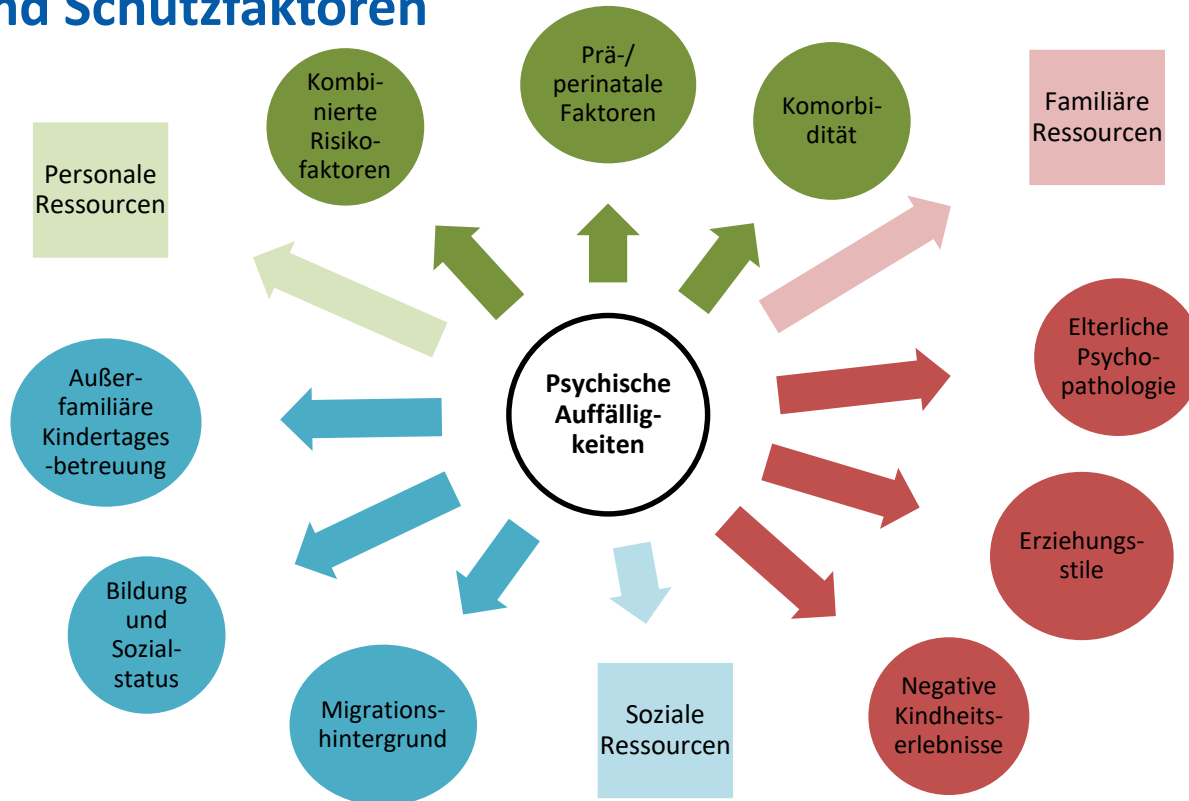 nd Schutzfaktoren
Prä-/
perinatale
Faktoren
Kombi-
nierte
Risiko-
faktoren
Komorbi-
dität
Familiäre
Ressourcen
Personale
Ressourcen
Elterliche
Psycho-
pathologie
Außer-
familiäre
Kindertages
-betreuung
Psychische
Auffällig-
keiten
Erziehungs-
stile
Bildung
und
Sozial-
status
Migrations-
hintergrund
Soziale
Ressourcen
Negative
Kindheits-
erlebnisse